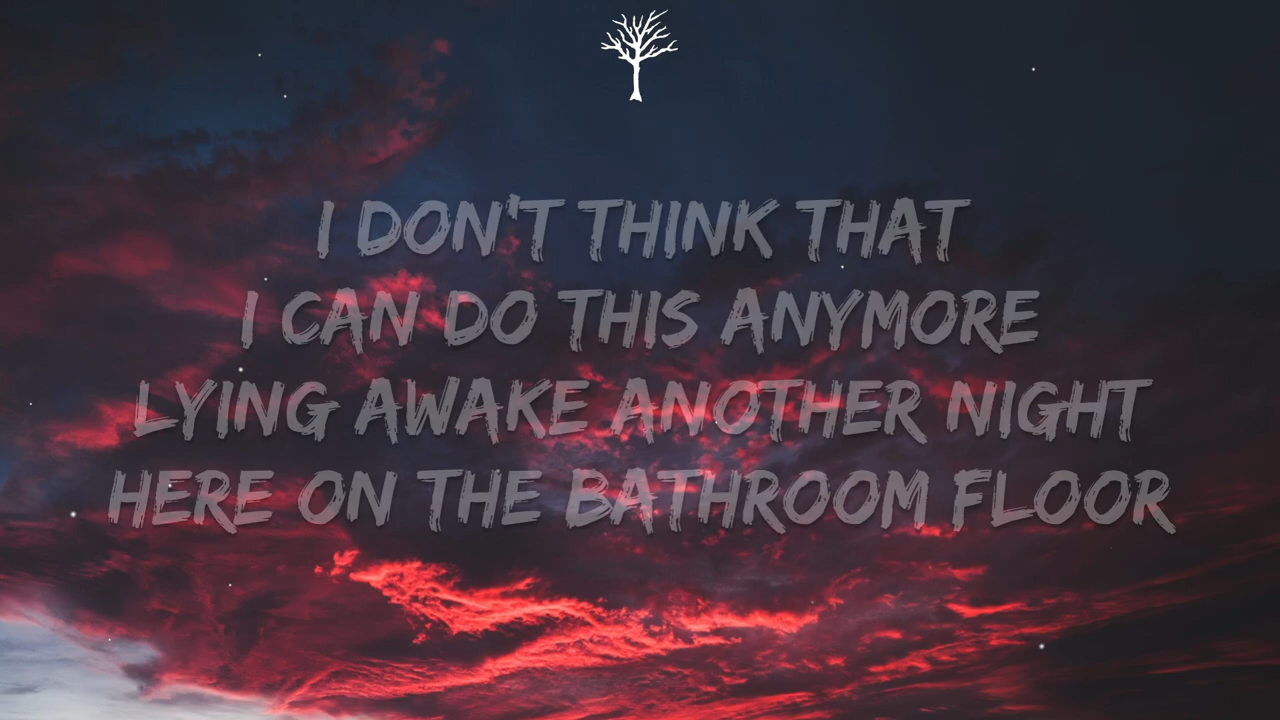 I DON'T THINK THAT
I CAN DO THIS ANYMORE
LYING AWAKE ANOTHER NIGHT
HERE ON THE BATHROOM FLOOR